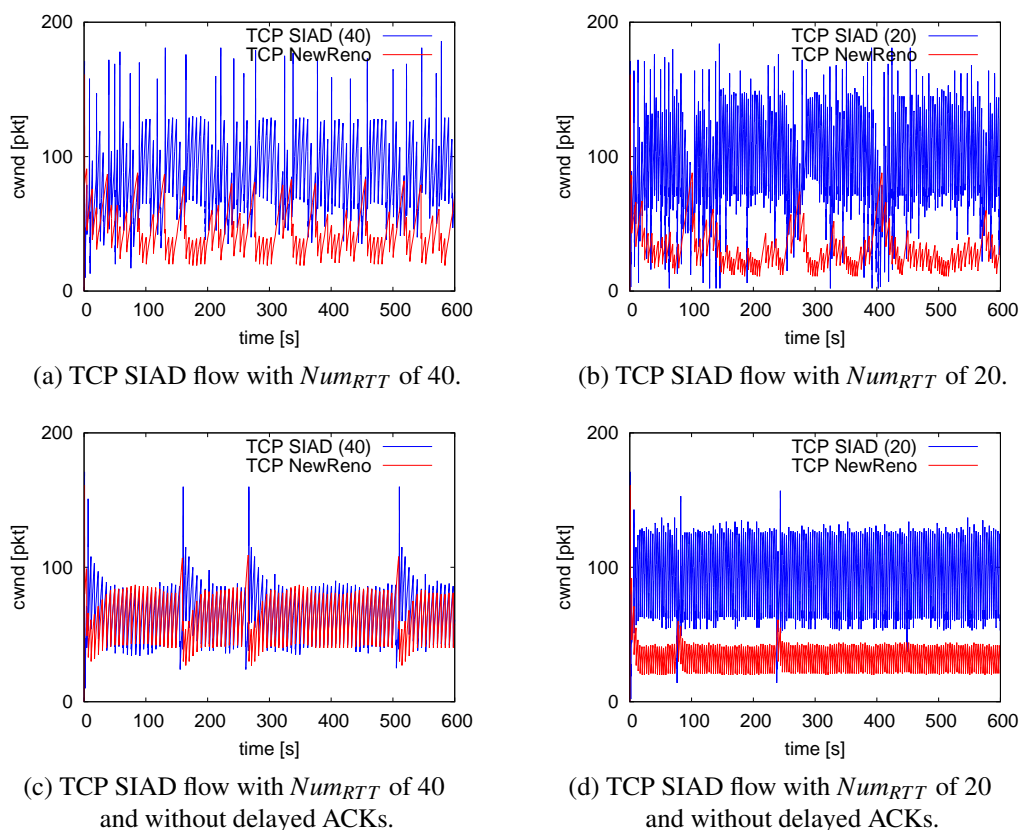 200
100
0
cwnd [pkt]
TCP SIAD (40)
TCP NewReno
0 100 200 300 400 500 600
time [s]
(a) TCP SIAD flow with NumRTT of 40.
200
100
0
cwnd [pkt]
TCP SIAD (20)
TCP NewReno
0 100 200 300 400 500 600
time [s]
(b) TCP SIAD flow with NumRTT of 20.
200
100
0
cwnd [pkt]
TCP SIAD (40)
TCP NewReno
0 100 200 300 400 500 600
time [s]
(c) TCP SIAD flow with NumRTT of 40
and without delayed ACKs.
200
100
0
cwnd [pkt]
TCP SIAD (20)
TCP NewReno
0 100 200 300 400 500 600
time [s]
(d) TCP SIAD flow with NumRTT of 20
and without delayed ACKs.